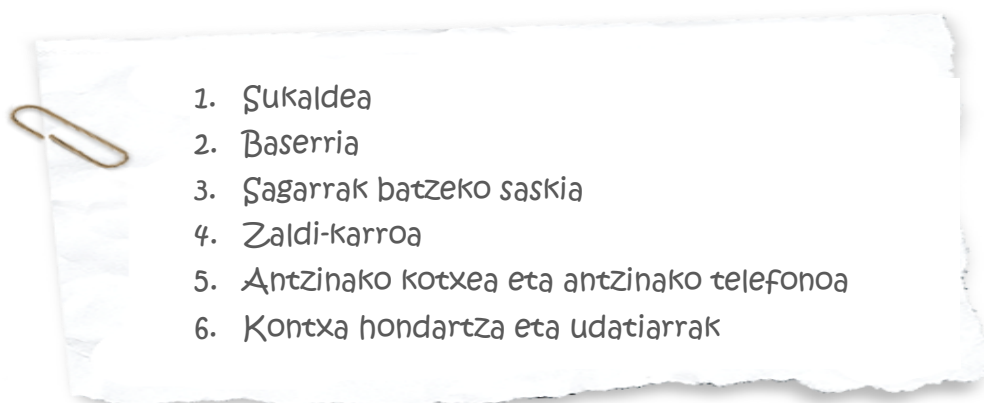 1. Sukaldea
2. Baserria
3. Sagarrak batzeko saskia
4. Zaldi-karroa
5. Antzinako kotxea eta antzinako telefonoa
6. Kontxa hondartza eta udatiarrak